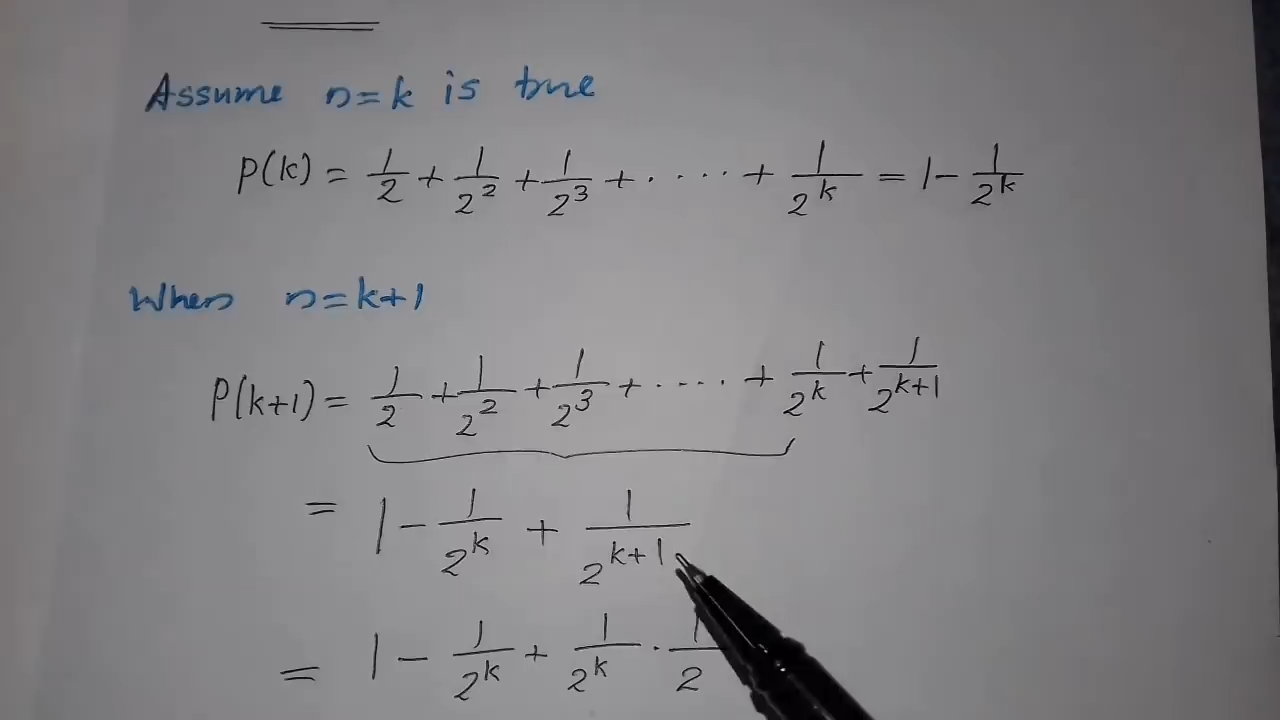 Assume n=k is true
P(k) = 1/2 + 1/2^2 + 1/2^3 + ..... + 1/2^k = 1 - 1/2^k
When n=k+1
P(k+1) = 1/2 + 1/2^2 + 1/2^3 + ..... + 1/2^k + 1/2^(k+1)
= 1 - 1/2^k + 1/2^(k+1)
= 1 - 1/2^k + 1/2^k . 1/2